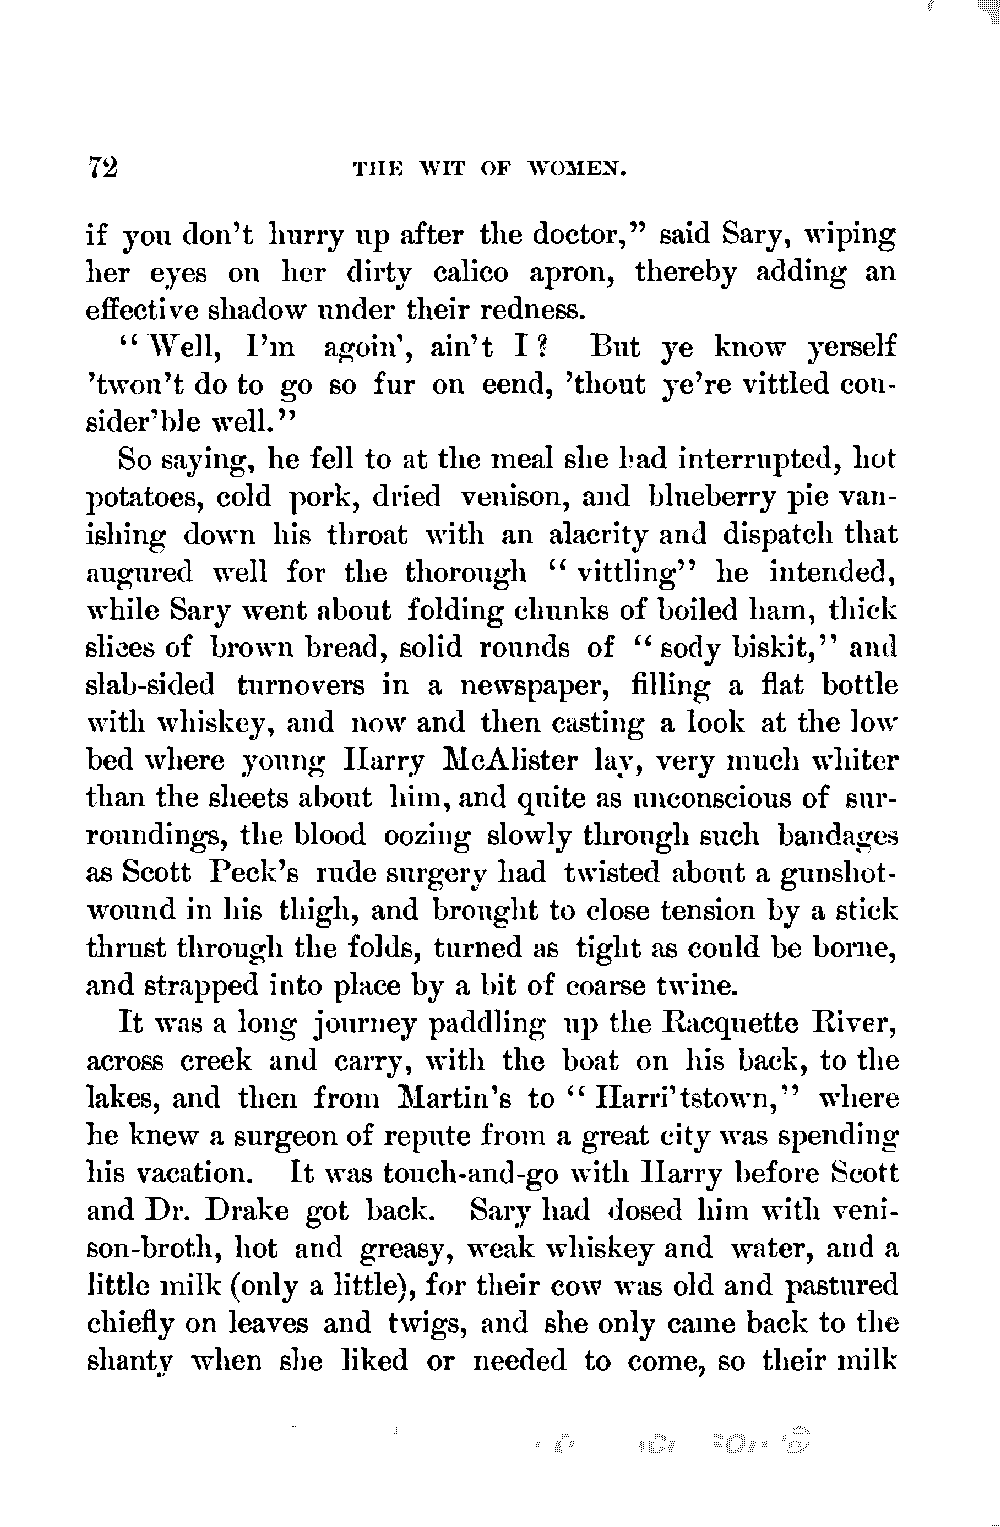 72 THE WIT OF WOMEN.
if you don't hurry up after the doctor," said Sary, wiping
her eyes on her dirty calico apron, thereby adding an
effective shadow under their redness.
"Well, I'm agoin', ain't I? But ye know yerself
'twon't do to go so fur on eend, 'thout ye're vittled con-
sider'ble well."
So saying, he fell to at the meal she had interrupted, hot
potatoes, cold pork, dried venison, and blueberry pie van-
ishing down his throat with an alacrity and dispatch that
augured well for the thorough "vittling" he intended,
while Sary went about folding chunks of boiled ham, thick
slices of brown bread, solid rounds of "sody biskit," and
slab-sided turnovers in a newspaper, filling a flat bottle
with whiskey, and now and then casting a look at the low
bed where young Harry McAlister lay, very much whiter
than the sheets about him, and quite as unconscious of sur-
roundings, the blood oozing slowly through such bandages
as Scott Peck's rude surgery had twisted about a gunshot-
wound in his thigh, and brought to close tension by a stick
thrust through the folds, turned as tight as could be borne,
and strapped into place by a bit of coarse twine.
It was a long journey paddling up the Racquette River,
across creek and carry, with the boat on his back, to the
lakes, and then from Martin's to "Harri'tstown," where
he knew a surgeon of repute from a great city was spending
his vacation. It was touch-and-go with Harry before Scott
and Dr. Drake got back. Sary had dosed him with veni-
son-broth, hot and greasy, weak whiskey and water, and a
little milk (only a little), for their cow was old and pastured
chiefly on leaves and twigs, and she only came back to the
shanty when she liked or needed to come, so their milk